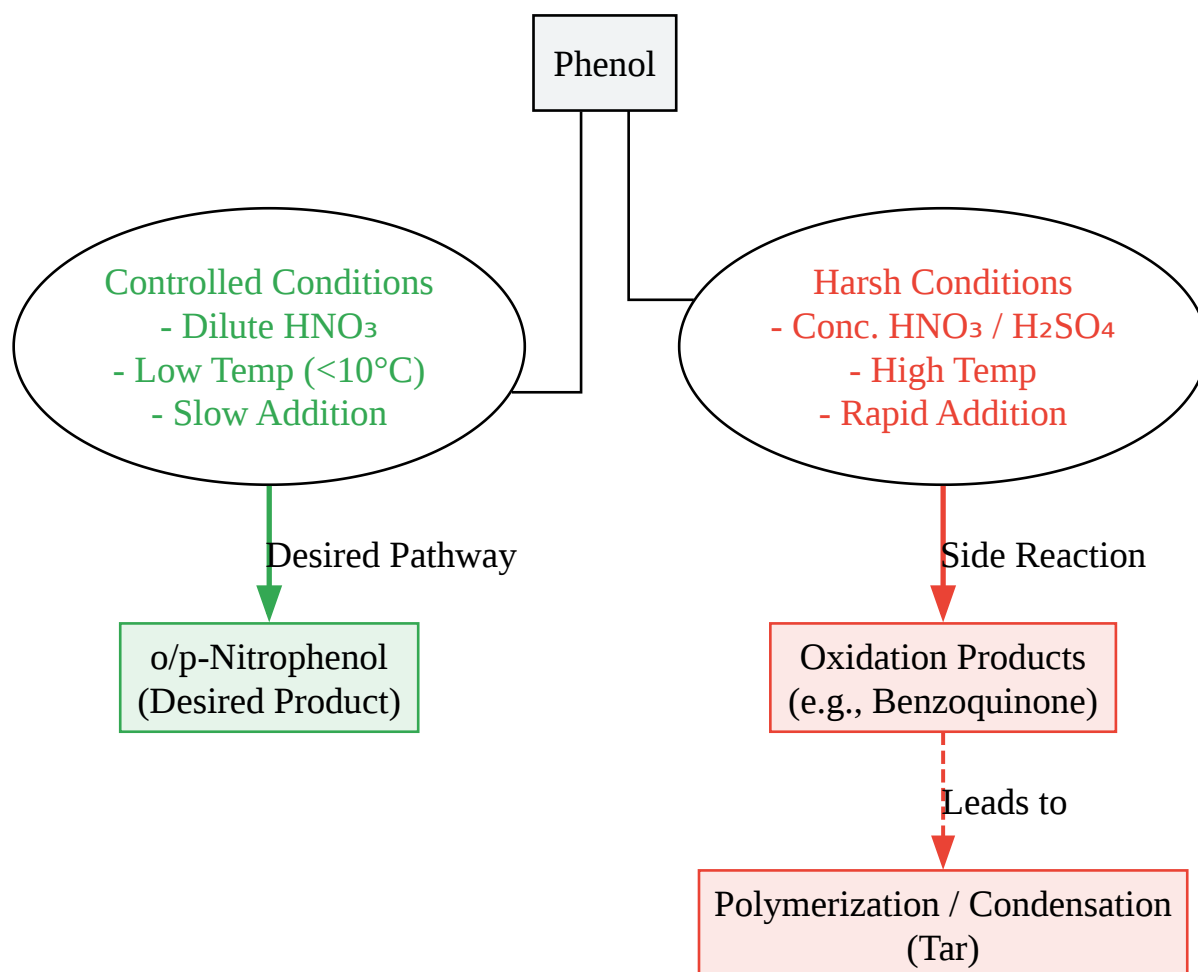 Phenol
Controlled Conditions
- Dilute HNO₃
- Low Temp (<10°C)
- Slow Addition
Harsh Conditions
- Conc. HNO₃ / H₂SO₄
- High Temp
- Rapid Addition
Desired Pathway
Side Reaction
o/p-Nitrophenol
(Desired Product)
Oxidation Products
(e.g., Benzoquinone)
Leads to
Polymerization / Condensation
(Tar)